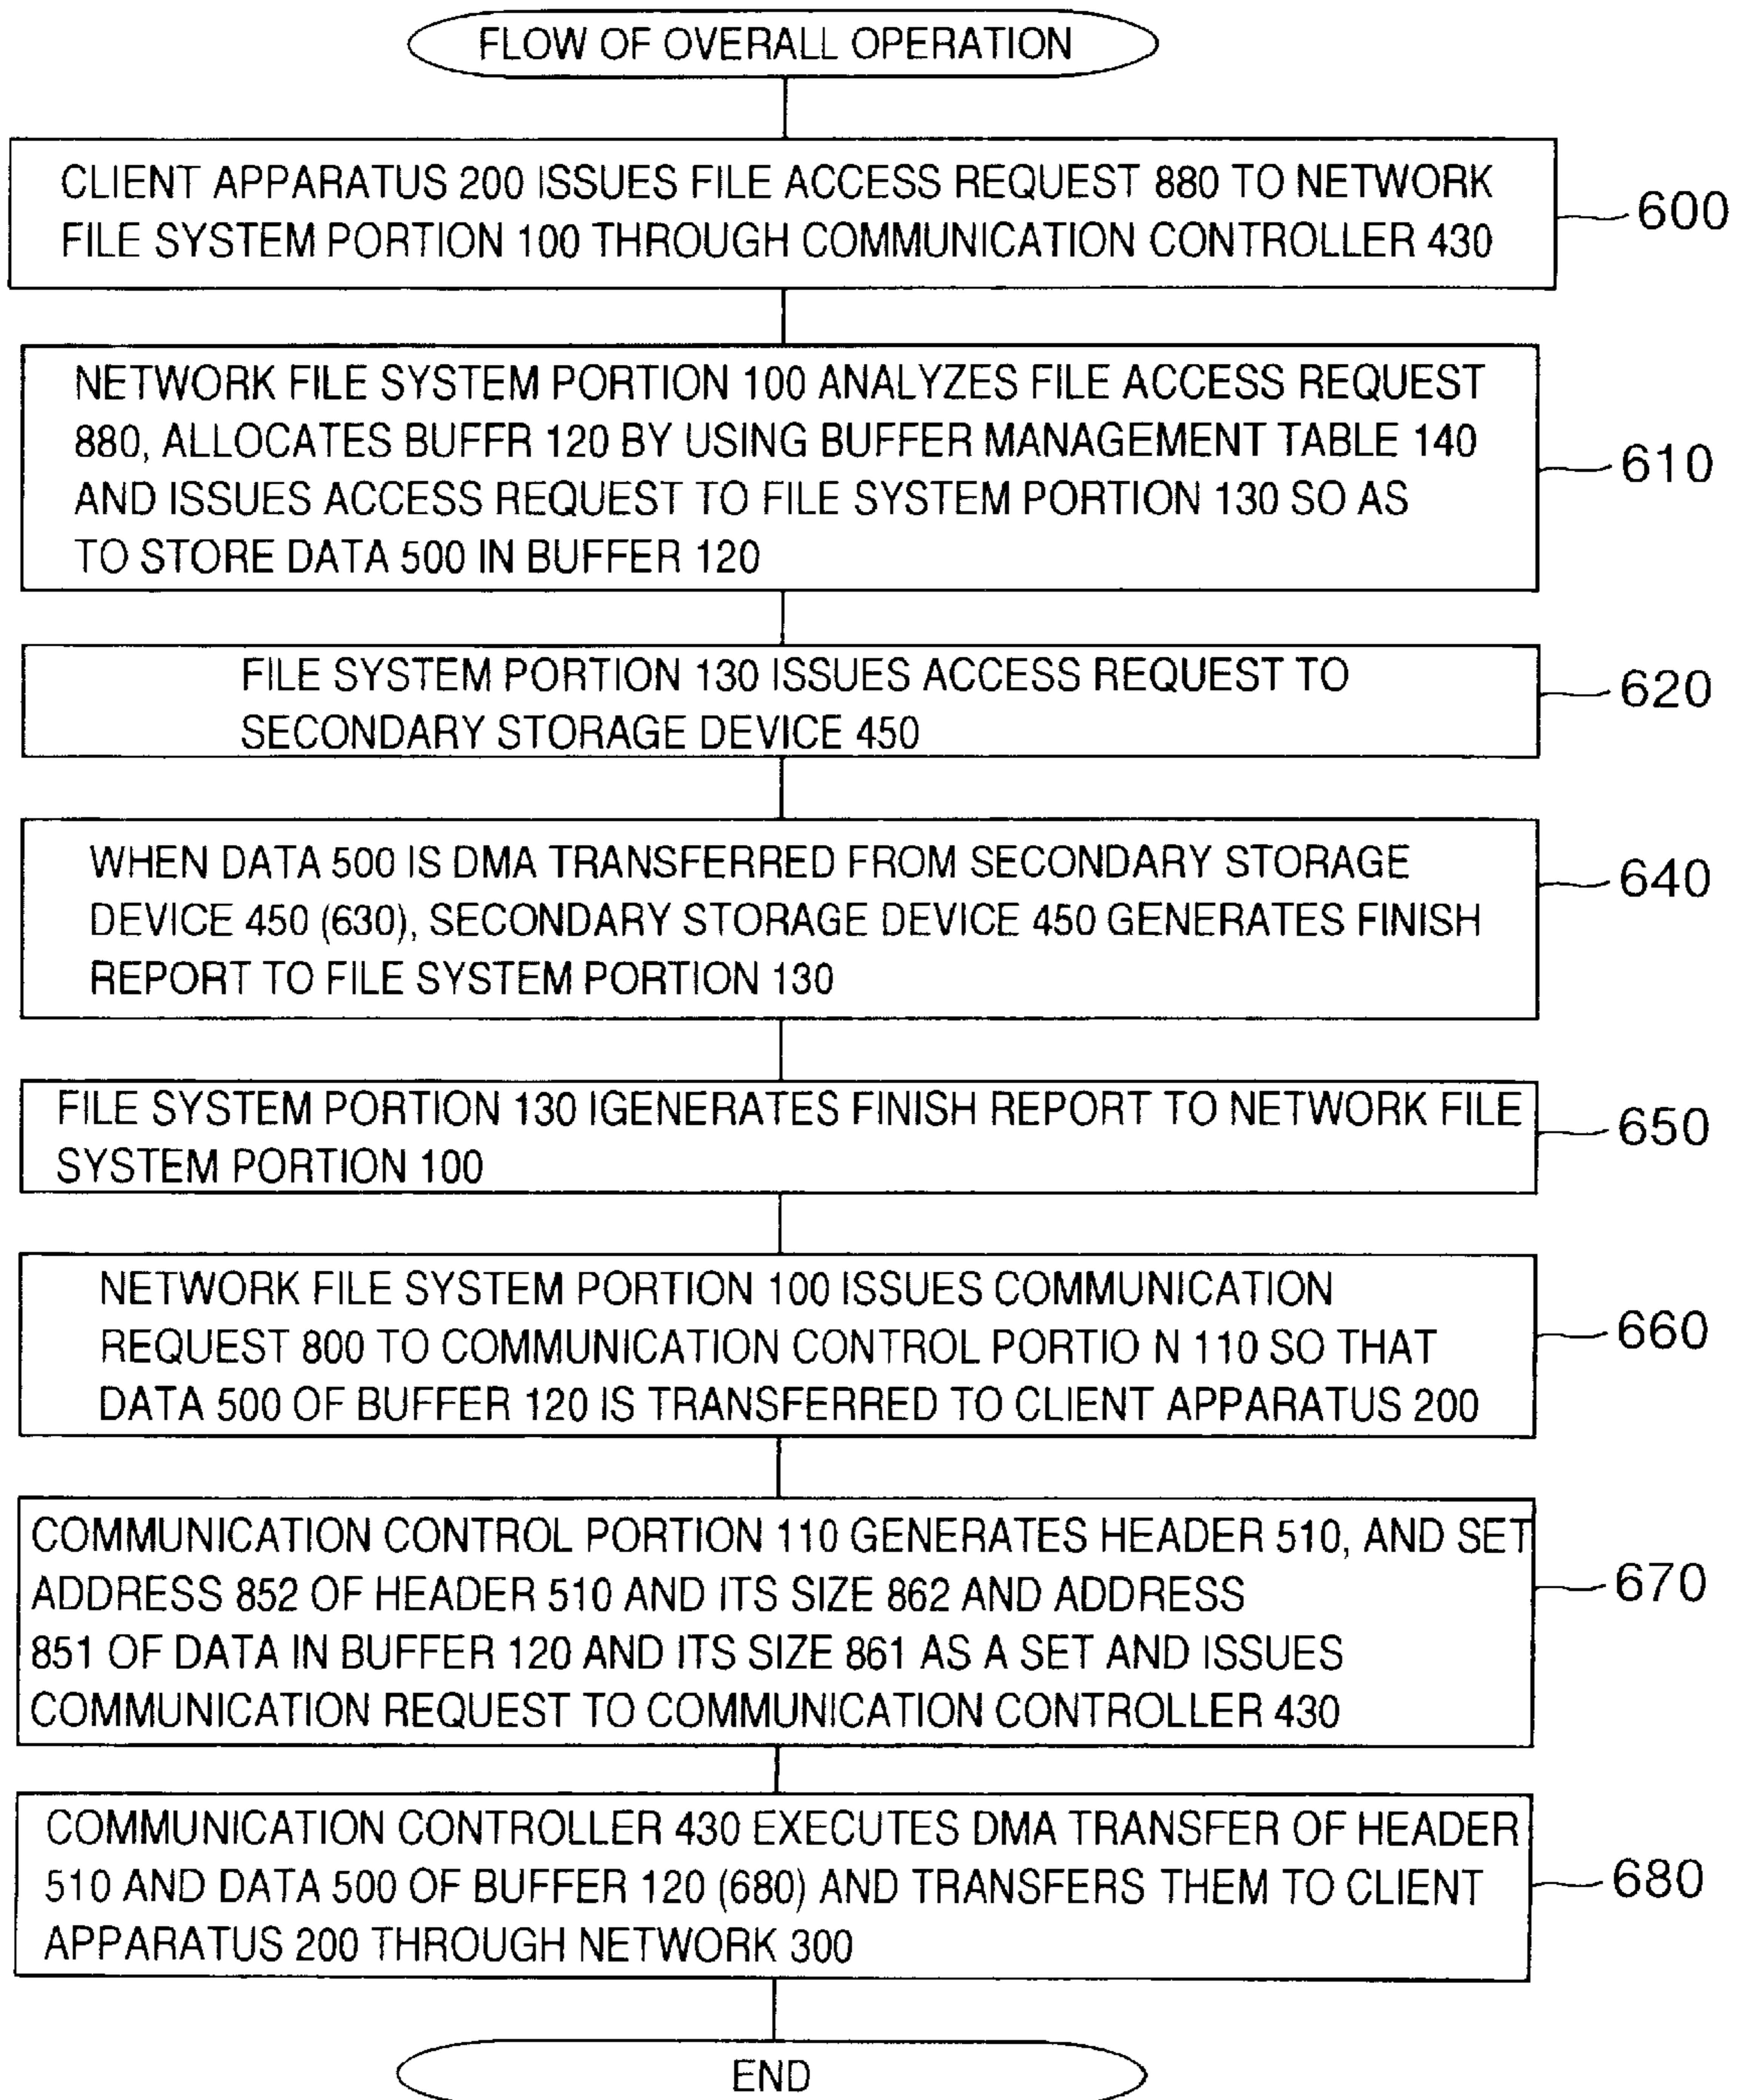 FLOW OF OVERALL OPERATION
CLIENT APPARATUS 200 ISSUES FILE ACCESS REQUEST 880 TO NETWORK
FILE SYSTEM PORTION 100 THROUGH COMMUNICATION CONTROLLER 430
600
NETWORK FILE SYSTEM PORTION 100 ANALYZES FILE ACCESS REQUEST
880, ALLOCATES BUFFR 120 BY USING BUFFER MANAGEMENT TABLE 140
AND ISSUES ACCESS REQUEST TO FILE SYSTEM PORTION 130 SO AS
TO STORE DATA 500 IN BUFFER 120
610
FILE SYSTEM PORTION 130 ISSUES ACCESS REQUEST TO
SECONDARY STORAGE DEVICE 450
620
WHEN DATA 500 IS DMA TRANSFERRED FROM SECONDARY STORAGE
DEVICE 450 (630), SECONDARY STORAGE DEVICE 450 GENERATES FINISH
REPORT TO FILE SYSTEM PORTION 130
640
FILE SYSTEM PORTION 130 IGENERATES FINISH REPORT TO NETWORK FILE
SYSTEM PORTION 100
650
NETWORK FILE SYSTEM PORTION 100 ISSUES COMMUNICATION
REQUEST 800 TO COMMUNICATION CONTROL PORTIO N 110 SO THAT
DATA 500 OF BUFFER 120 IS TRANSFERRED TO CLIENT APPARATUS 200
660
COMMUNICATION CONTROL PORTION 110 GENERATES HEADER 510, AND SET
ADDRESS 852 OF HEADER 510 AND ITS SIZE 862 AND ADDRESS
851 OF DATA IN BUFFER 120 AND ITS SIZE 861 AS A SET AND ISSUES
COMMUNICATION REQUEST TO COMMUNICATION CONTROLLER 430
670
COMMUNICATION CONTROLLER 430 EXECUTES DMA TRANSFER OF HEADER
510 AND DATA 500 OF BUFFER 120 (680) AND TRANSFERS THEM TO CLIENT
APPARATUS 200 THROUGH NETWORK 300
680
END